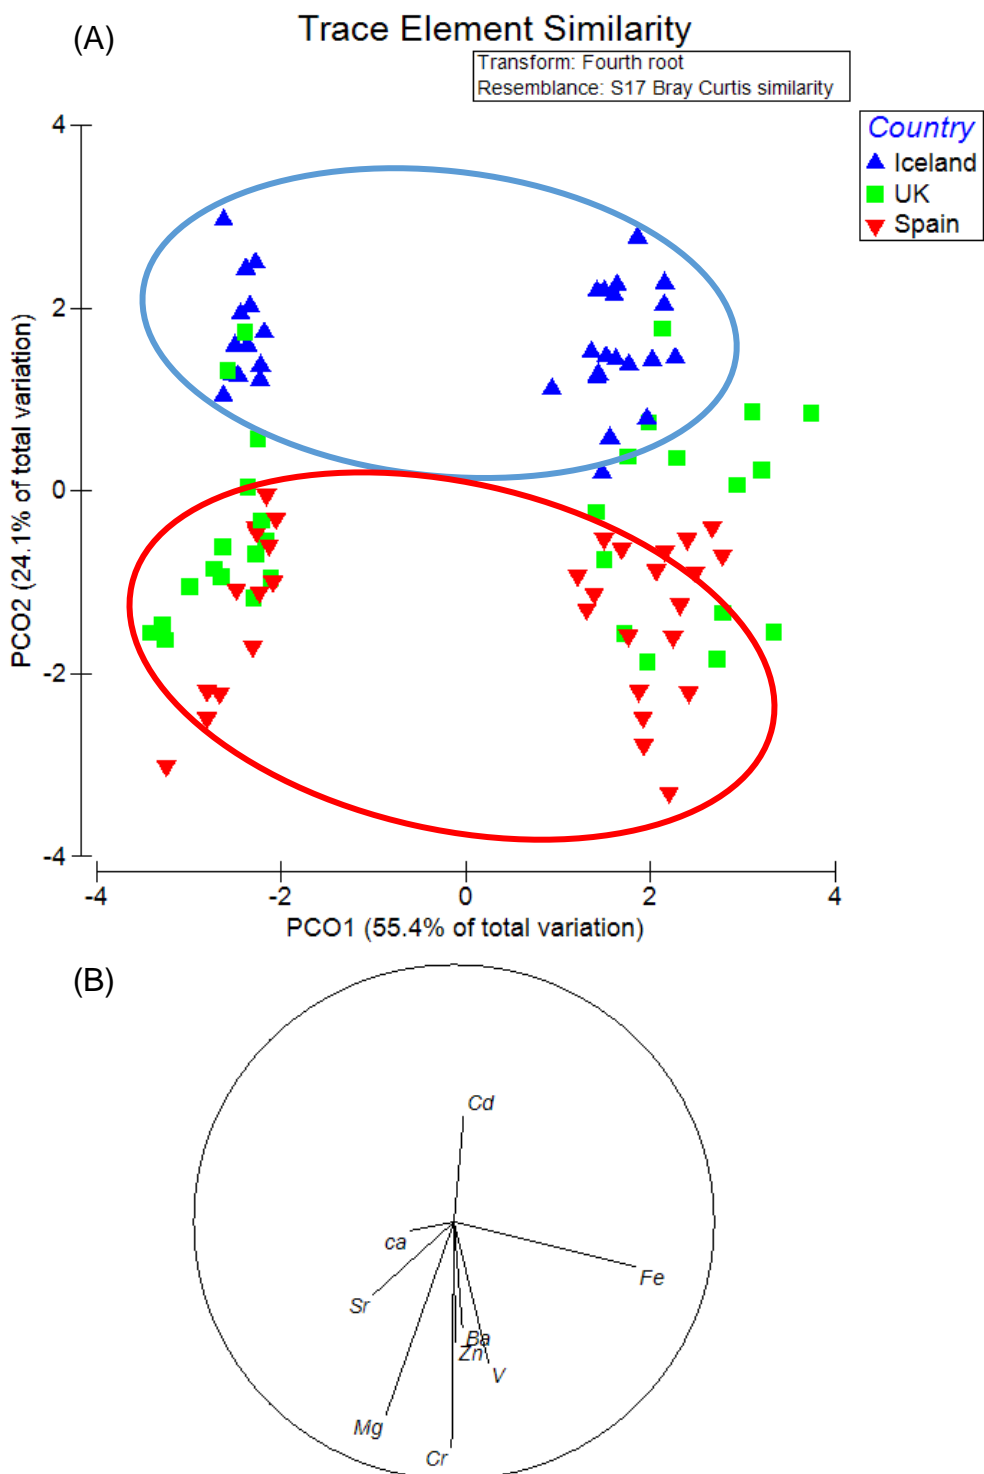 (A)
Trace Element Similarity
Transform: Fourth root
Resemblance: S17 Bray Curtis similarity
Country
Iceland
UK
Spain
4
2
0
-2
-4
PCO2 (24.1% of total variation)
-4
-2
0
2
4
PCO1 (55.4% of total variation)
(B)
Cd
ca
Fe
Sr
Ba
Zn
V
Mg
Cr